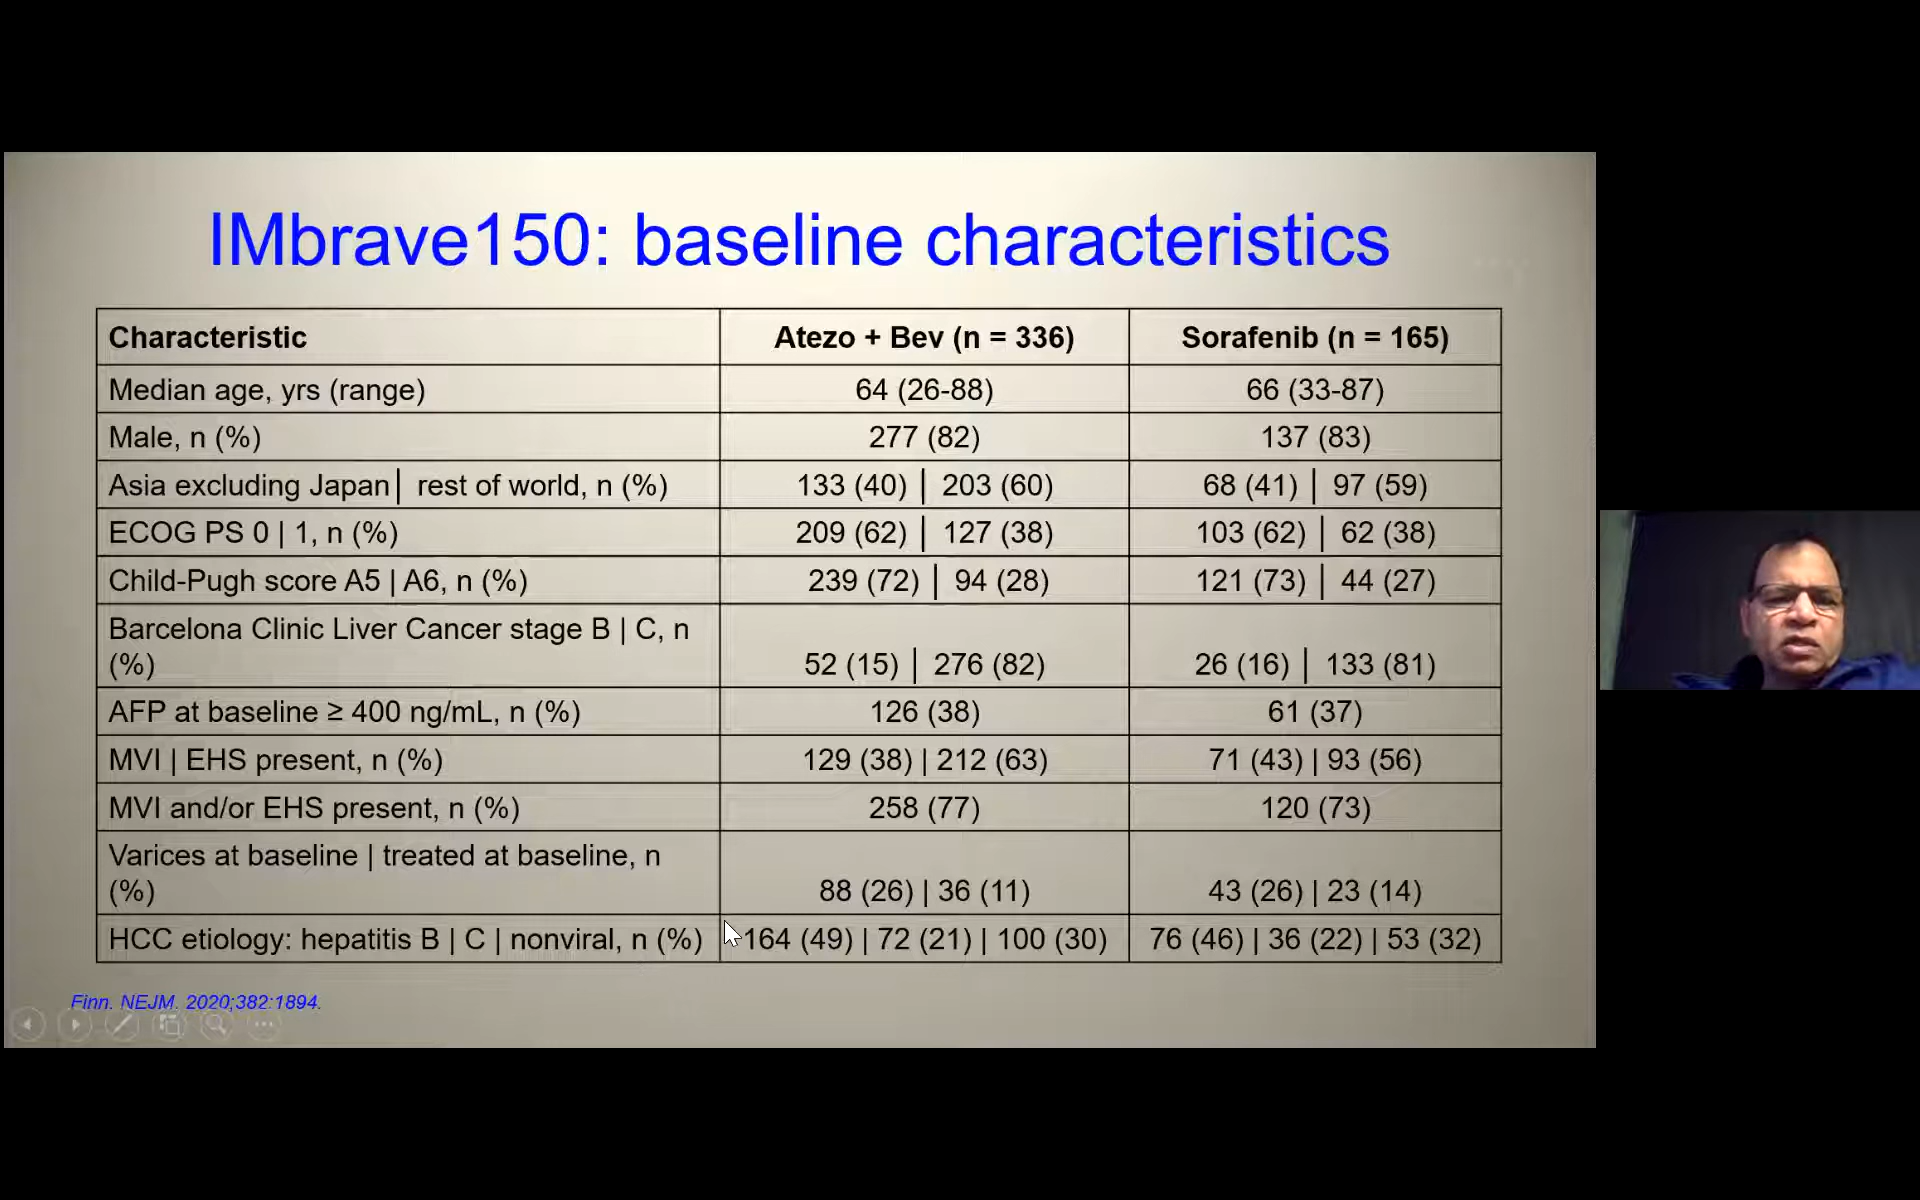 IMbrave150: baseline characteristics
Characteristic Atezo + Bev (n = 336) Sorafenib (n = 165)
Median age, yrs (range) 64 (26-88) 66 (33-87)
Male, n (%) 277 (82) 137 (83)
Asia excluding Japan│ rest of world, n (%) 133 (40) │ 203 (60) 68 (41) │ 97 (59)
ECOG PS 0 | 1, n (%) 209 (62) │ 127 (38) 103 (62) │ 62 (38)
Child-Pugh score A5 | A6, n (%) 239 (72) │ 94 (28) 121 (73) │ 44 (27)
Barcelona Clinic Liver Cancer stage B | C, n
(%) 52 (15) │ 276 (82) 26 (16) │ 133 (81)
AFP at baseline ≥ 400 ng/mL, n (%) 126 (38) 61 (37)
MVI | EHS present, n (%) 129 (38) | 212 (63) 71 (43) | 93 (56)
MVI and/or EHS present, n (%) 258 (77) 120 (73)
Varices at baseline | treated at baseline, n
(%) 88 (26) | 36 (11) 43 (26) | 23 (14)
HCC etiology: hepatitis B | C | nonviral, n (%) 164 (49) | 72 (21) | 100 (30) 76 (46) | 36 (22) | 53 (32)
Finn. NEJM. 2020;382:1894.